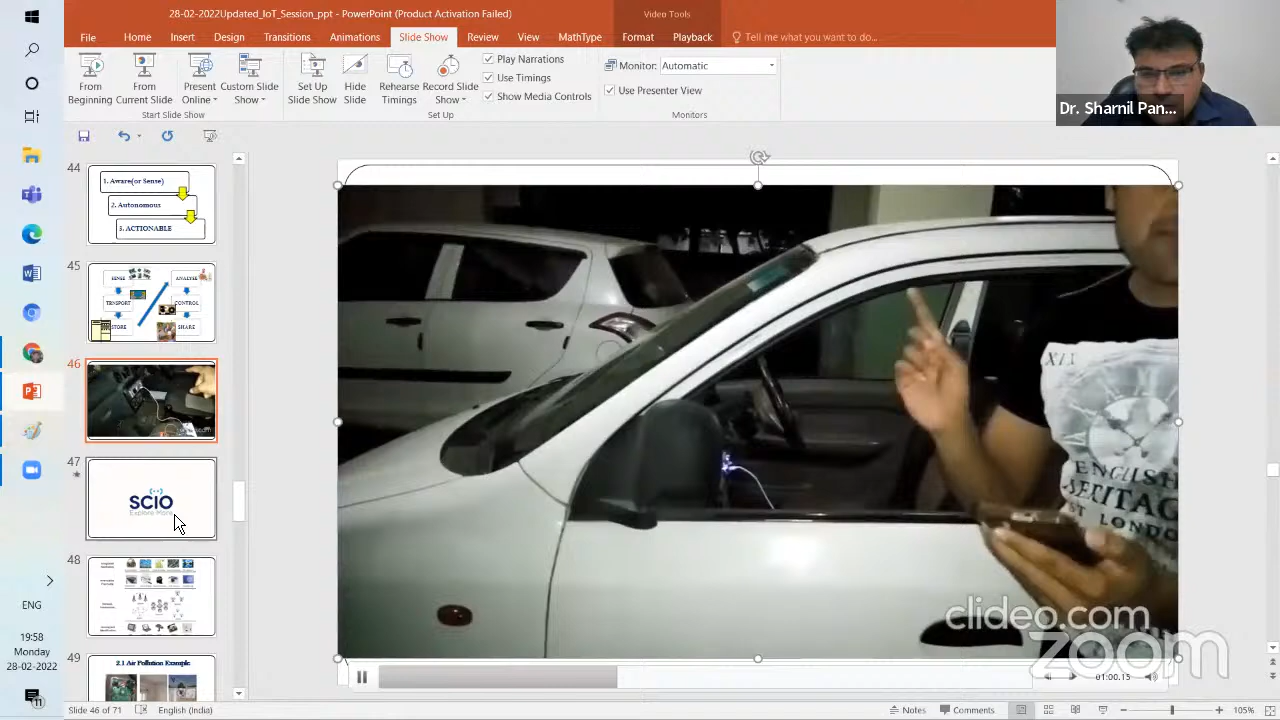 28-02-2022Updated_IoT_Session_ppt - PowerPoint (Product Activation Failed)
Video Tools
File
Home
Insert
Design
Transitions
Animations
Slide Show
Review
View
MathType
Format
Playback
Tell me what you want to do...
From Beginning
From Current Slide
Present Online
Custom Slide Show
Set Up Slide Show
Hide Slide
Rehearse Timings
Record Slide Show
Play Narrations
Use Timings
Show Media Controls
Monitor:
Automatic
Use Presenter View
Start Slide Show
Set Up
Monitors
Dr. Sharnil Pan...
44
1. Aware(or Sense)
2. Autonomous
3. ACTIONABLE
45
SENSE
ANALYSE
TRNSPORT
CONTROL
STORE
SHARE
46
47
SCIO
Explore More
48
49
2.1 Air Pollution Example
XIX
ENGLISH
HERITAGE
LONDON
clideo.com
zoom
01:00.15
ENG
19:58
Monday
28-02-2022
Slide 46 of 71
English (India)
Notes
Comments
105%